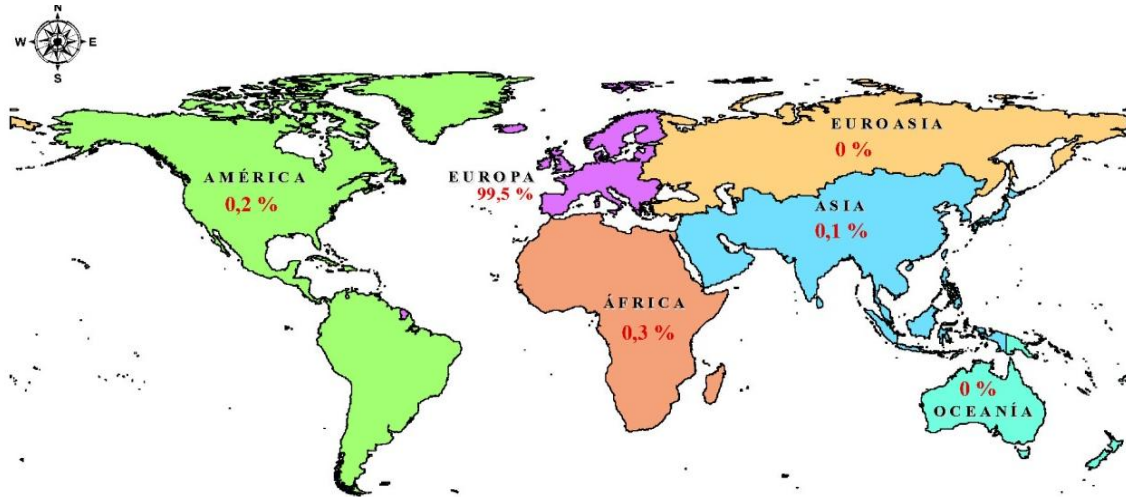 N
W E
S
EUROASIA
0 %
AMÉRICA
0,2 %
EUROPA
99,5 %
ASIA
0,1 %
ÁFRICA
0,3 %
0 %
OCEANÍA